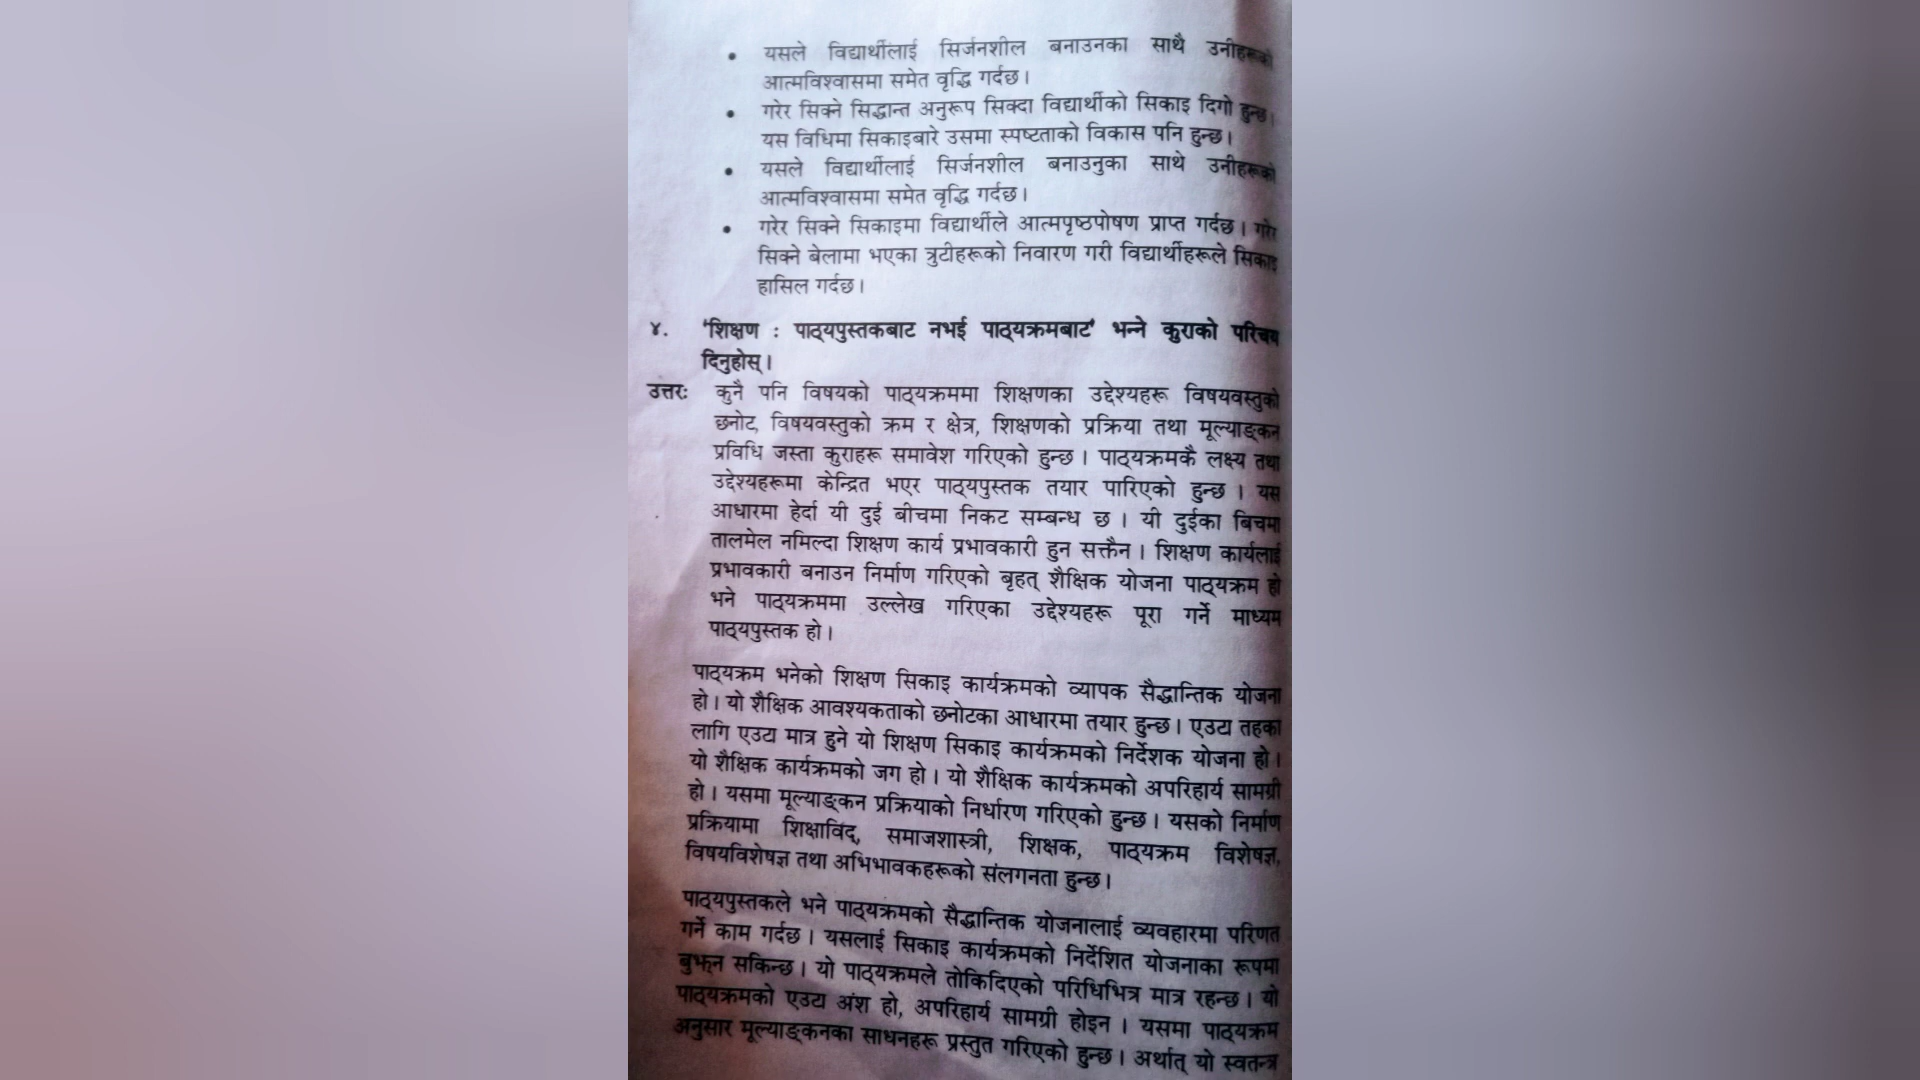 • यसले विद्यार्थीलाई सिर्जनशील बनाउनका साथै उनीहरूको
आत्मविश्वासमा समेत वृद्धि गर्दछ।
• गरेर सिक्ने सिद्धान्त अनुरूप सिक्दा विद्यार्थीको सिकाइ दिगो हुन्छ।
यस विधिमा सिकाइबारे उसमा स्पष्टताको विकास पनि हुन्छ।
• यसले विद्यार्थीलाई सिर्जनशील बनाउनुका साथे उनीहरूको
आत्मविश्वासमा समेत वृद्धि गर्दछ।
• गरेर सिक्ने सिकाइमा विद्यार्थीले आत्मपृष्ठपोषण प्राप्त गर्दछ। गरेर
सिक्ने बेलामा भएका त्रुटीहरूको निवारण गरी विद्यार्थीहरूले सिकाइ
हासिल गर्दछ।
४. 'शिक्षण : पाठ्यपुस्तकबाट नभई पाठ्यक्रमबाट' भन्ने कुराको परिचय
दिनुहोस्।
उत्तरः कुनै पनि विषयको पाठ्यक्रममा शिक्षणका उद्देश्यहरू विषयवस्तुको
छनोट, विषयवस्तुको क्रम र क्षेत्र, शिक्षणको प्रक्रिया तथा मूल्याङ्कन
प्रविधि जस्ता कुराहरू समावेश गरिएको हुन्छ। पाठ्यक्रमकै लक्ष्य तथा
उद्देश्यहरूमा केन्द्रित भएर पाठ्यपुस्तक तयार पारिएको हुन्छ। यस
आधारमा हेर्दा यी दुई बीचमा निकट सम्बन्ध छ। यी दुईका बिचमा
तालमेल नमिल्दा शिक्षण कार्य प्रभावकारी हुन सक्तैन। शिक्षण कार्यलाई
प्रभावकारी बनाउन निर्माण गरिएको बृहत् शैक्षिक योजना पाठ्यक्रम हो
भने पाठ्यक्रममा उल्लेख गरिएका उद्देश्यहरू पूरा गर्ने माध्यम
पाठ्यपुस्तक हो।
पाठ्यक्रम भनेको शिक्षण सिकाइ कार्यक्रमको व्यापक सैद्धान्तिक योजना
हो। यो शैक्षिक आवश्यकताको छनोटका आधारमा तयार हुन्छ। एउटा तहका
लागि एउटा मात्र हुने यो शिक्षण सिकाइ कार्यक्रमको निर्देशक योजना हो।
यो शैक्षिक कार्यक्रमको जग हो। यो शैक्षिक कार्यक्रमको अपरिहार्य सामग्री
हो। यसमा मूल्याङ्कन प्रक्रियाको निर्धारण गरिएको हुन्छ। यसको निर्माण
प्रक्रियामा शिक्षाविद्, समाजशास्त्री, शिक्षक, पाठ्यक्रम विशेषज्ञ,
विषयविशेषज्ञ तथा अभिभावकहरूको संलगनता हुन्छ।
पाठ्यपुस्तकले भने पाठ्यक्रमको सैद्धान्तिक योजनालाई व्यवहारमा परिणत
गर्ने काम गर्दछ। यसलाई सिकाइ कार्यक्रमको निर्देशित योजनाका रूपमा
बुझ्न सकिन्छ। यो पाठ्यक्रमले तोकिदिएको परिधिभित्र मात्र रहन्छ। यो
पाठ्यक्रमको एउटा अंश हो, अपरिहार्य सामग्री होइन। यसमा पाठ्यक्रम
अनुसार मूल्याङ्कनका साधनहरू प्रस्तुत गरिएको हुन्छ। अर्थात् यो स्वतन्त्र